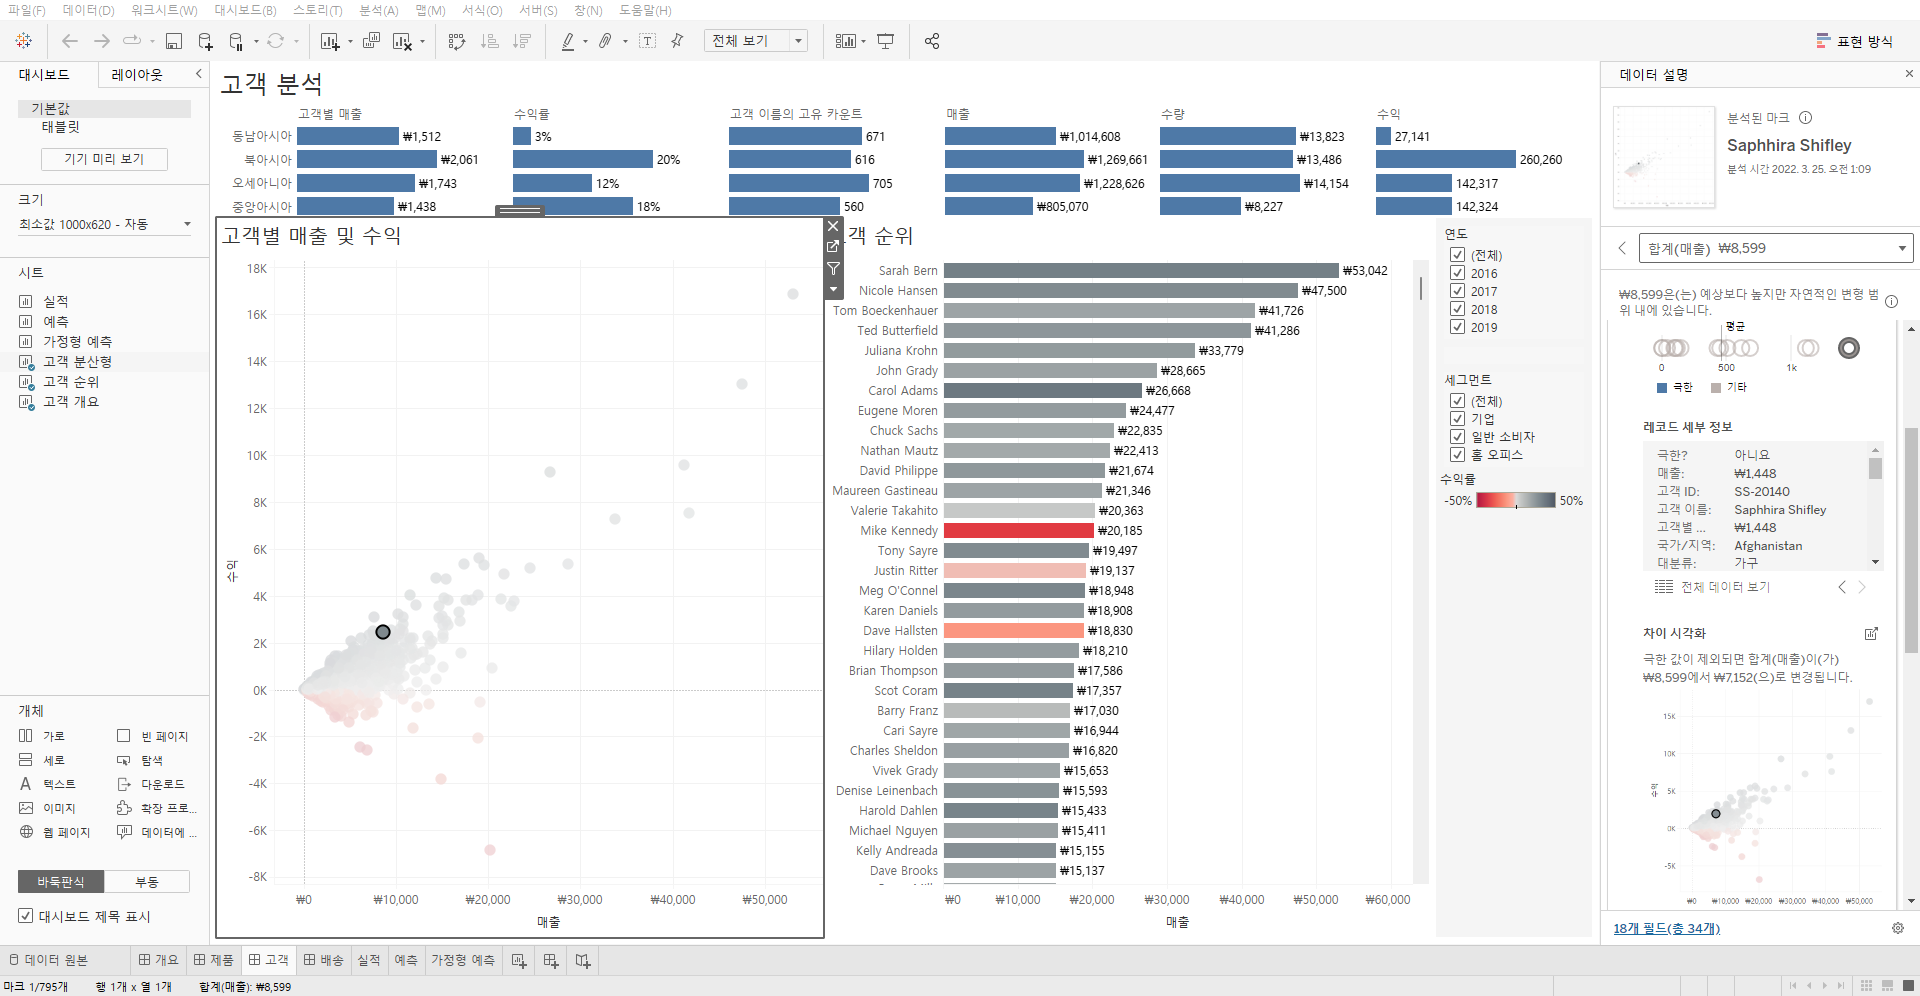 파일(F) 데이터(D) 워크시트(W) 대시보드(B) 스토리(T) 분석(A) 맵(M) 서식(O) 서버(S) 창(N) 도움말(H)
전체 보기
표현 방식
대시보드 레이아웃
기본값
태블릿
기기 미리 보기
크기
최소값 1000x620 - 자동
시트
실적
예측
가정형 예측
고객 분산형
고객 순위
고객 개요
개체
가로 빈 페이지
세로 탐색
텍스트 다운로드
이미지 확장 프로...
웹 페이지 데이터에 ...
바둑판식 부동
대시보드 제목 표시
고객 분석
고객별 매출 수익률 고객 이름의 고유 카운트 매출 수량 수익
동남아시아 ₩1,512 3% 671 ₩1,014,608 ₩13,823 27,141
북아시아 ₩2,061 20% 616 ₩1,269,661 ₩13,486 260,260
오세아니아 ₩1,743 12% 705 ₩1,228,626 ₩14,154 142,317
중앙아시아 ₩1,438 18% 560 ₩805,070 ₩8,227 142,324
고객별 매출 및 수익
18K
16K
14K
12K
10K
8K
6K
4K
2K
0K
-2K
-4K
-6K
-8K
수익
₩0 ₩10,000 ₩20,000 ₩30,000 ₩40,000 ₩50,000
매출
객 순위
Sarah Bern ₩53,042
Nicole Hansen ₩47,500
Tom Boeckenhauer ₩41,726
Ted Butterfield ₩41,286
Juliana Krohn ₩33,779
John Grady ₩28,665
Carol Adams ₩26,668
Eugene Moren ₩24,477
Chuck Sachs ₩22,835
Nathan Mautz ₩22,413
David Philippe ₩21,674
Maureen Gastineau ₩21,346
Valerie Takahito ₩20,363
Mike Kennedy ₩20,185
Tony Sayre ₩19,497
Justin Ritter ₩19,137
Meg O'Connel ₩18,948
Karen Daniels ₩18,908
Dave Hallsten ₩18,830
Hilary Holden ₩18,210
Brian Thompson ₩17,586
Scot Coram ₩17,357
Barry Franz ₩17,030
Cari Sayre ₩16,944
Charles Sheldon ₩16,820
Vivek Grady ₩15,653
Denise Leinenbach ₩15,593
Harold Dahlen ₩15,433
Michael Nguyen ₩15,411
Kelly Andreada ₩15,155
Dave Brooks ₩15,137
₩0 ₩10,000 ₩20,000 ₩30,000 ₩40,000 ₩50,000 ₩60,000
매출
연도
(전체)
2016
2017
2018
2019
세그먼트
(전체)
기업
일반 소비자
홈 오피스
수익률
-50% 50%
데이터 설명
분석된 마크
Saphhira Shifley
분석 시간 2022. 3. 25. 오전 1:09
합계(매출) ₩8,599
₩8,599은(는) 예상보다 높지만 자연적인 변형 범
위 내에 있습니다.
평균
0 500 1k
극한 기타
레코드 세부 정보
극한? 아니요
매출: ₩1,448
고객 ID: SS-20140
고객 이름: Saphhira Shifley
고객별 ... ₩1,448
국가/지역: Afghanistan
대분류: 가구
전체 데이터 보기
차이 시각화
극한 값이 제외되면 합계(매출)이(가)
₩8,599에서 ₩7,152(으)로 변경됩니다.
15K
10K
5K
0K
-5K
수익
₩0 ₩10,000 ₩20,000 ₩30,000 ₩40,000 ₩50,000
18개 필드(총 34개)
데이터 원본 개요 제품 고객 배송 실적 예측 가정형 예측
마크 1/795개 행 1개 x 열 1개 합계(매출): ₩8,599